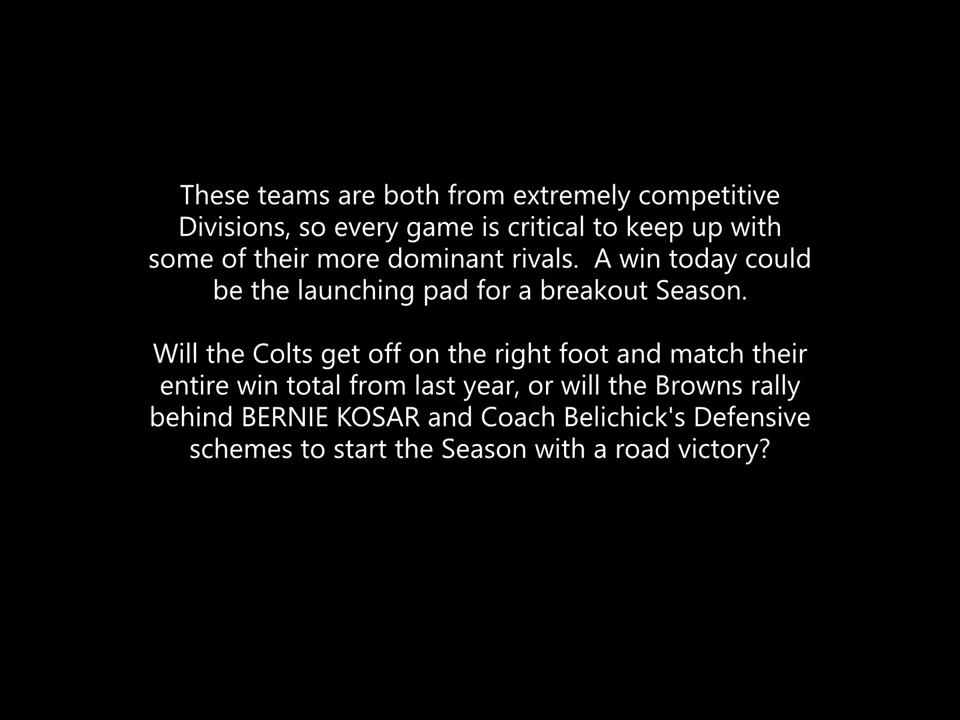 These teams are both from extremely competitive
Divisions, so every game is critical to keep up with
some of their more dominant rivals.  A win today could
be the launching pad for a breakout Season.
Will the Colts get off on the right foot and match their
entire win total from last year, or will the Browns rally
behind BERNIE KOSAR and Coach Belichick's Defensive
schemes to start the Season with a road victory?